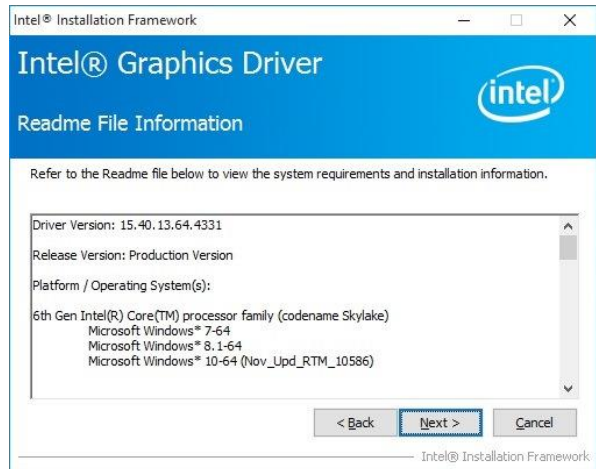 Intel® Installation Framework
Intel® Graphics Driver
intel
Readme File Information
Refer to the Readme file below to view the system requirements and installation information.
Driver Version: 15.40.13.64.4331
Release Version: Production Version
Platform / Operating System(s):
6th Gen Intel(R) Core(TM) processor family (codename Skylake)
Microsoft Windows* 7-64
Microsoft Windows* 8.1-64
Microsoft Windows* 10-64 (Nov_Upd_RTM_10586)
< Back Next > Cancel
Intel® Installation Framework